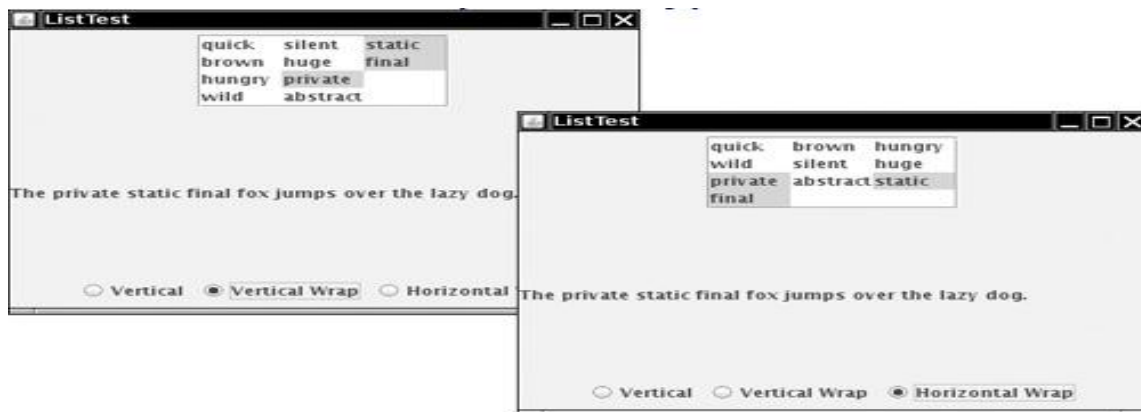 ListTest
quick silent static
brown huge final
hungry private
wild abstract
The private static final fox jumps over the lazy dog.
Vertical Vertical Wrap Horizontal
ListTest
quick brown hungry
wild silent huge
private abstract static
final
The private static final fox jumps over the lazy dog.
Vertical Vertical Wrap Horizontal Wrap